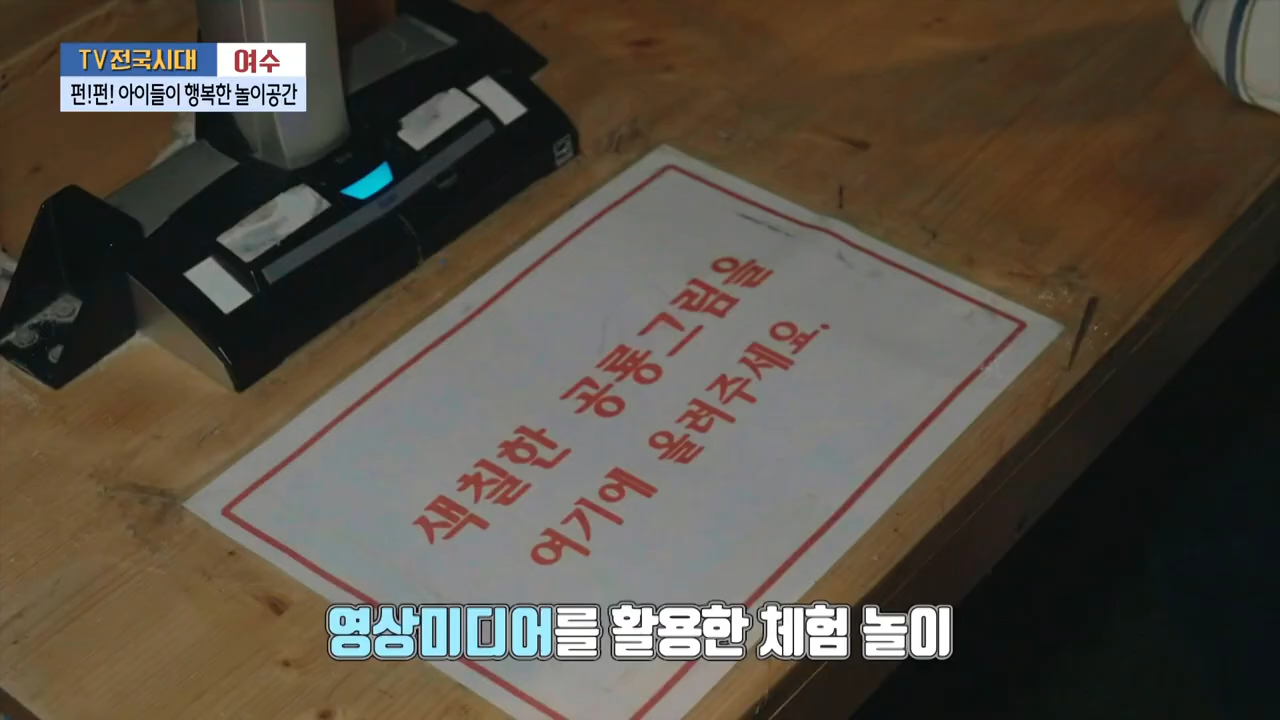 TV전국시대 여수
펀!펀! 아이들이 행복한 놀이공간
색칠한 공룡그림을
여기에 올려주세요.
영상미디어를 활용한 체험 놀이